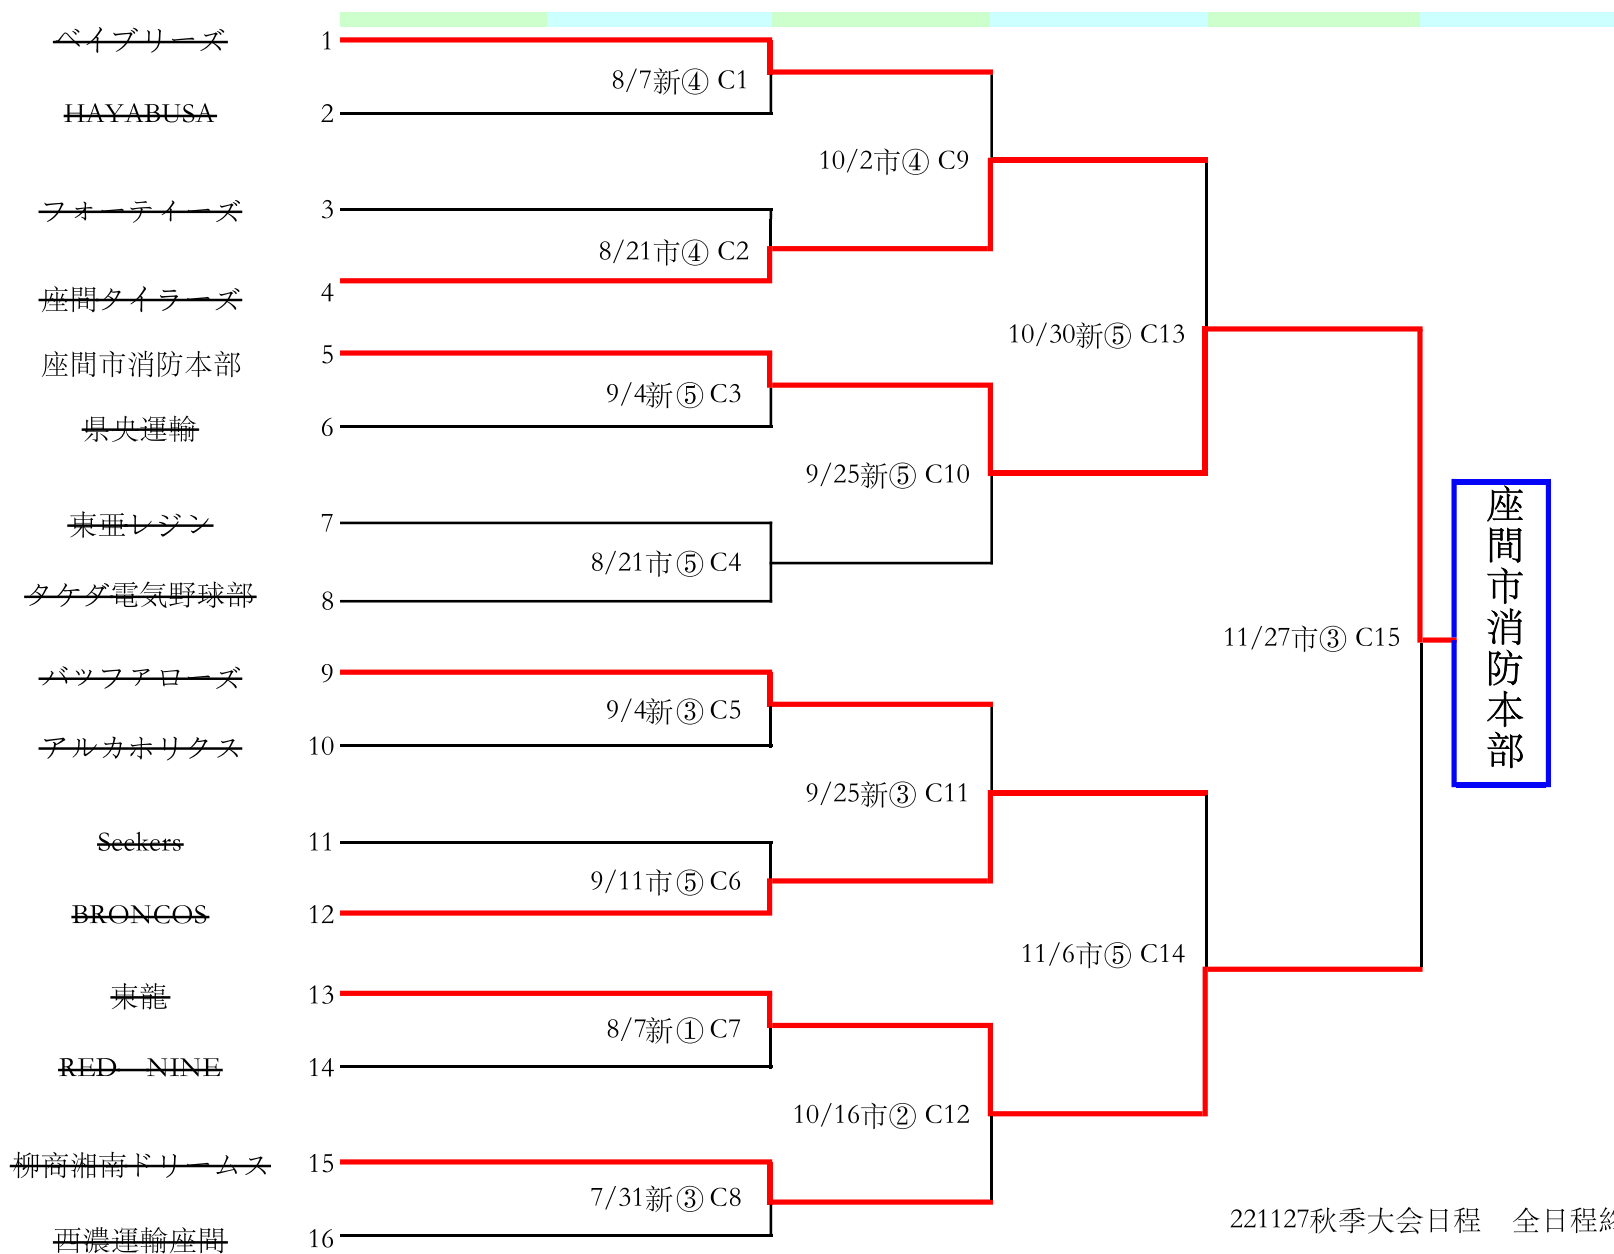 ベイブリーズ 1
8/7新④ C1
HAYABUSA 2
10/2市④ C9
フォーティーズ 3
8/21市④ C2
座間タイラーズ 4
10/30新⑤ C13
座間市消防本部 5
9/4新⑤ C3
県央運輸 6
9/25新⑤ C10
東亜レジン 7
8/21市⑤ C4
タケダ電気野球部 8
座間市消防本部
11/27市③ C15
バッファローズ 9
9/4新③ C5
アルカホリクス 10
9/25新③ C11
Seekers 11
9/11市⑤ C6
BRONCOS 12
11/6市⑤ C14
東龍 13
8/7新① C7
RED NINE 14
10/16市② C12
柳商湘南ドリームス 15
7/31新③ C8
西濃運輸座間 16
221127秋季大会日程 全日程